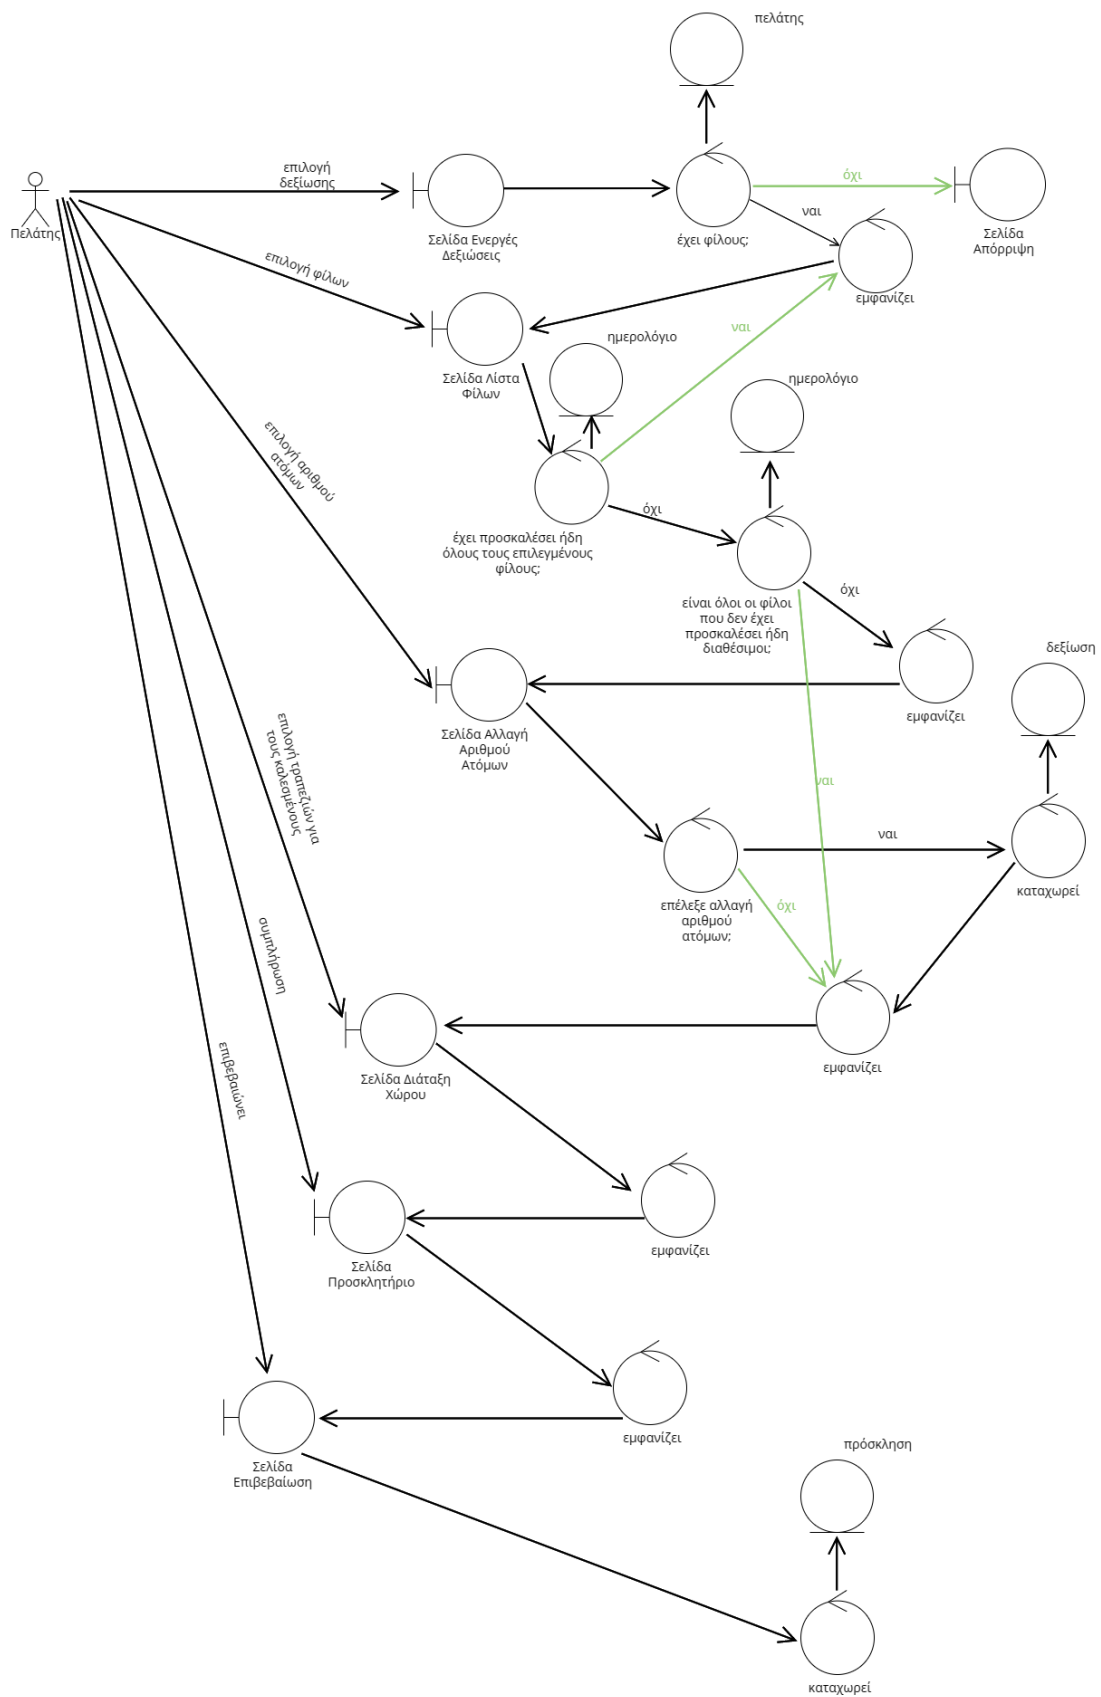 πελάτης
επιλογή
δεξίωσης
όχι
ναι
Πελάτης
Σελίδα Ενεργές
Δεξιώσεις
έχει φίλους;
Σελίδα
Απόρριψη
επιλογή φίλων
εμφανίζει
ναι
ημερολόγιο
Σελίδα Λίστα
Φίλων
ημερολόγιο
επιλογή αριθμού
ατόμων
όχι
έχει προσκαλέσει ήδη
όλους τους επιλεγμένους
φίλους;
όχι
είναι όλοι οι φίλοι
που δεν έχει
προσκαλέσει ήδη
διαθέσιμοι;
δεξίωση
εμφανίζει
Σελίδα Αλλαγή
Αριθμού
Ατόμων
επιλογή τραπεζιών για
τους καλεσμένους
ναι
ναι
καταχωρεί
επέλεξε αλλαγή
αριθμού
ατόμων;
όχι
συμπλήρωση
επιβεβαιώνει
Σελίδα Διάταξη
Χώρου
εμφανίζει
εμφανίζει
Σελίδα
Προσκλητήριο
εμφανίζει
Σελίδα
Επιβεβαίωση
πρόσκληση
καταχωρεί